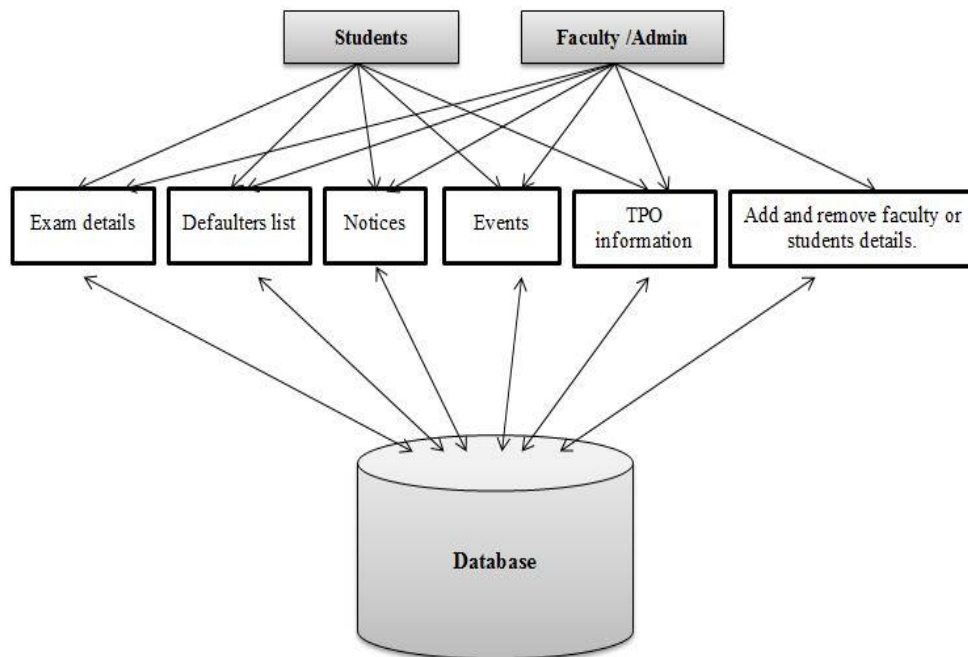 Students
Faculty /Admin
Exam details
Defaulters list
Notices
Events
TPO
information
Add and remove faculty or
students details.
Database